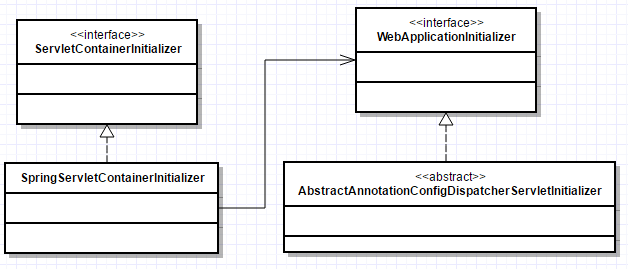 <<interface>>
ServletContainerInitializer
<<interface>>
WebApplicationInitializer
SpringServletContainerInitializer
<<abstract>>
AbstractAnnotationConfigDispatcherServletInitializer